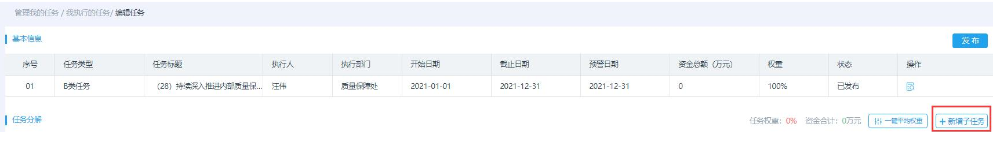 管理我的任务 / 我执行的任务/ 编辑任务
基本信息
发 布
序号 任务类型 任务标题 执行人 执行部门 开始日期 截止日期 预警日期 资金总额（万元） 权重 状态 操作
01 B类任务 （28）持续深入推进内部质量保... 汪伟 质量保障处 2021-01-01 2021-12-31 2021-12-31 0 100% 已发布
任务分解 任务权重：0% 资金合计：0万元 一键平均权重 +新增子任务